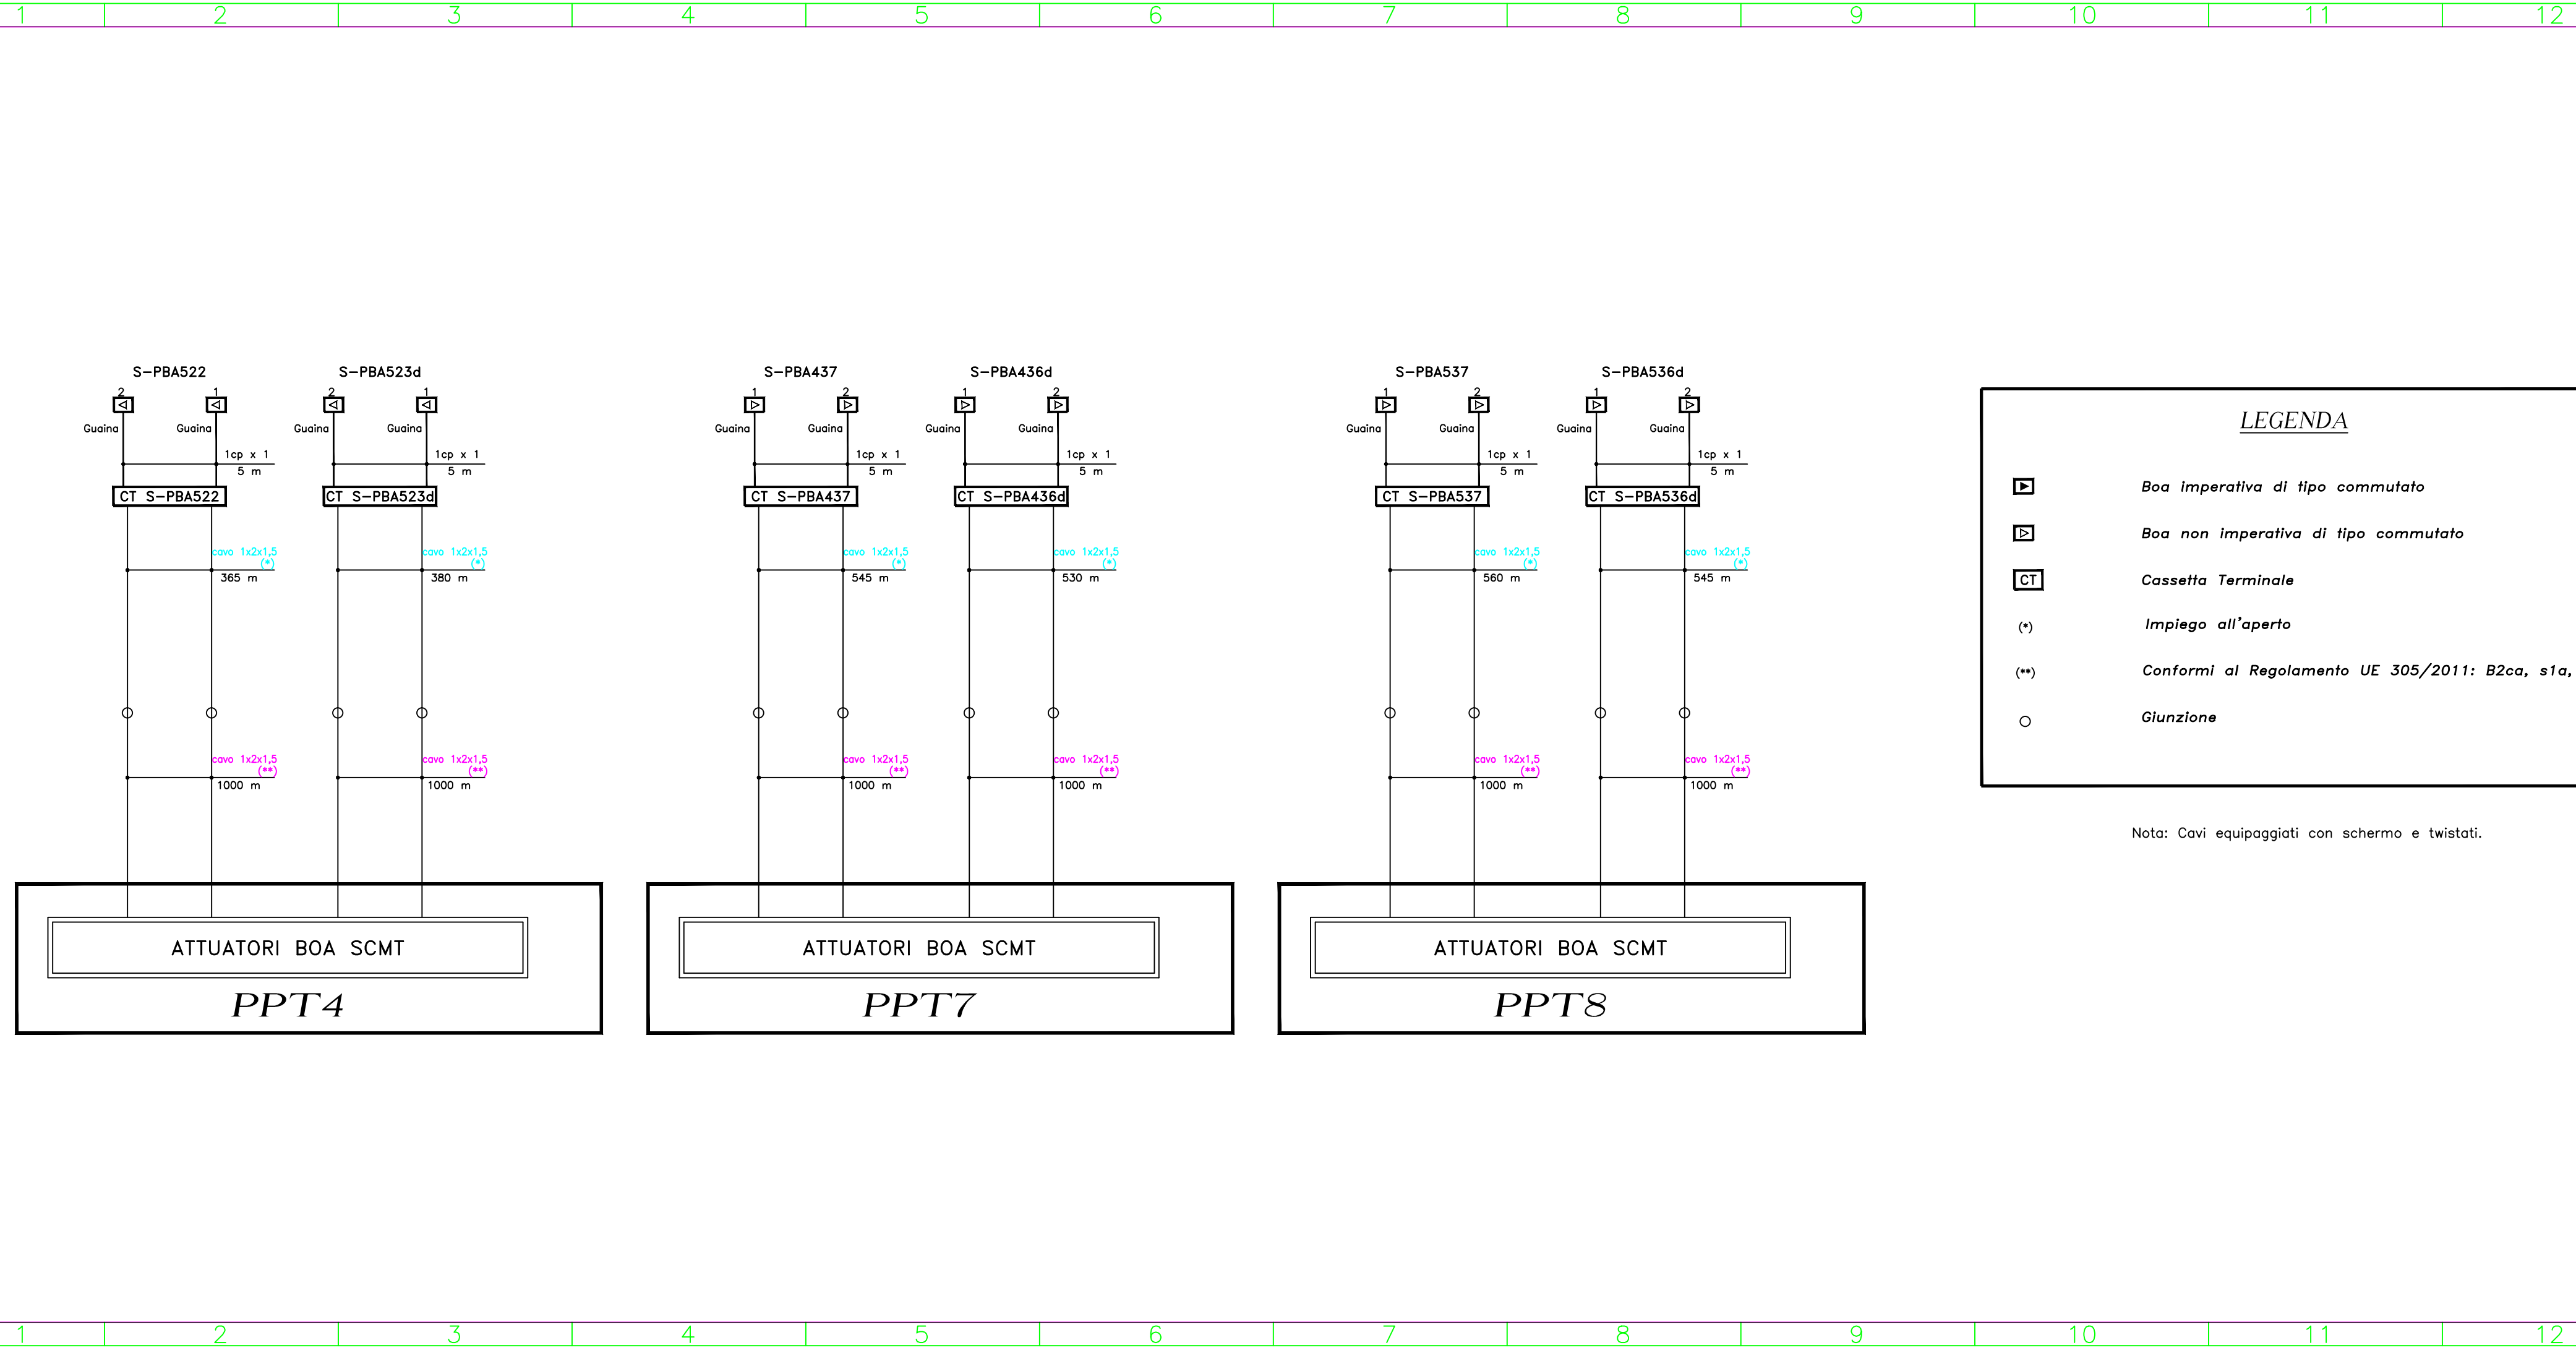 1 2 3 4 5 6 7 8 9 10 11 12
S-PBA522 S-PBA523d S-PBA437 S-PBA436d S-PBA537 S-PBA536d
2 1 2 1 1 2 1 2 1 2 1 2
Guaina Guaina Guaina Guaina Guaina Guaina Guaina Guaina Guaina Guaina Guaina Guaina
1cp x 1 1cp x 1 1cp x 1 1cp x 1 1cp x 1 1cp x 1
5 m 5 m 5 m 5 m 5 m 5 m
CT S-PBA522 CT S-PBA523d CT S-PBA437 CT S-PBA436d CT S-PBA537 CT S-PBA536d
cavo 1x2x1,5 cavo 1x2x1,5 cavo 1x2x1,5 cavo 1x2x1,5 cavo 1x2x1,5 cavo 1x2x1,5
(*) (*) (*) (*) (*) (*)
365 m 380 m 545 m 530 m 560 m 545 m
cavo 1x2x1,5 cavo 1x2x1,5 cavo 1x2x1,5 cavo 1x2x1,5 cavo 1x2x1,5 cavo 1x2x1,5
(**) (**) (**) (**) (**) (**)
1000 m 1000 m 1000 m 1000 m 1000 m 1000 m
ATTUATORI BOA SCMT ATTUATORI BOA SCMT ATTUATORI BOA SCMT
PPT4 PPT7 PPT8
LEGENDA
Boa imperativa di tipo commutato
Boa non imperativa di tipo commutato
CT Cassetta Terminale
(*) Impiego all'aperto
(**) Conformi al Regolamento UE 305/2011: B2ca, s1a,
Giunzione
Nota: Cavi equipaggiati con schermo e twistati.
1 2 3 4 5 6 7 8 9 10 11 12